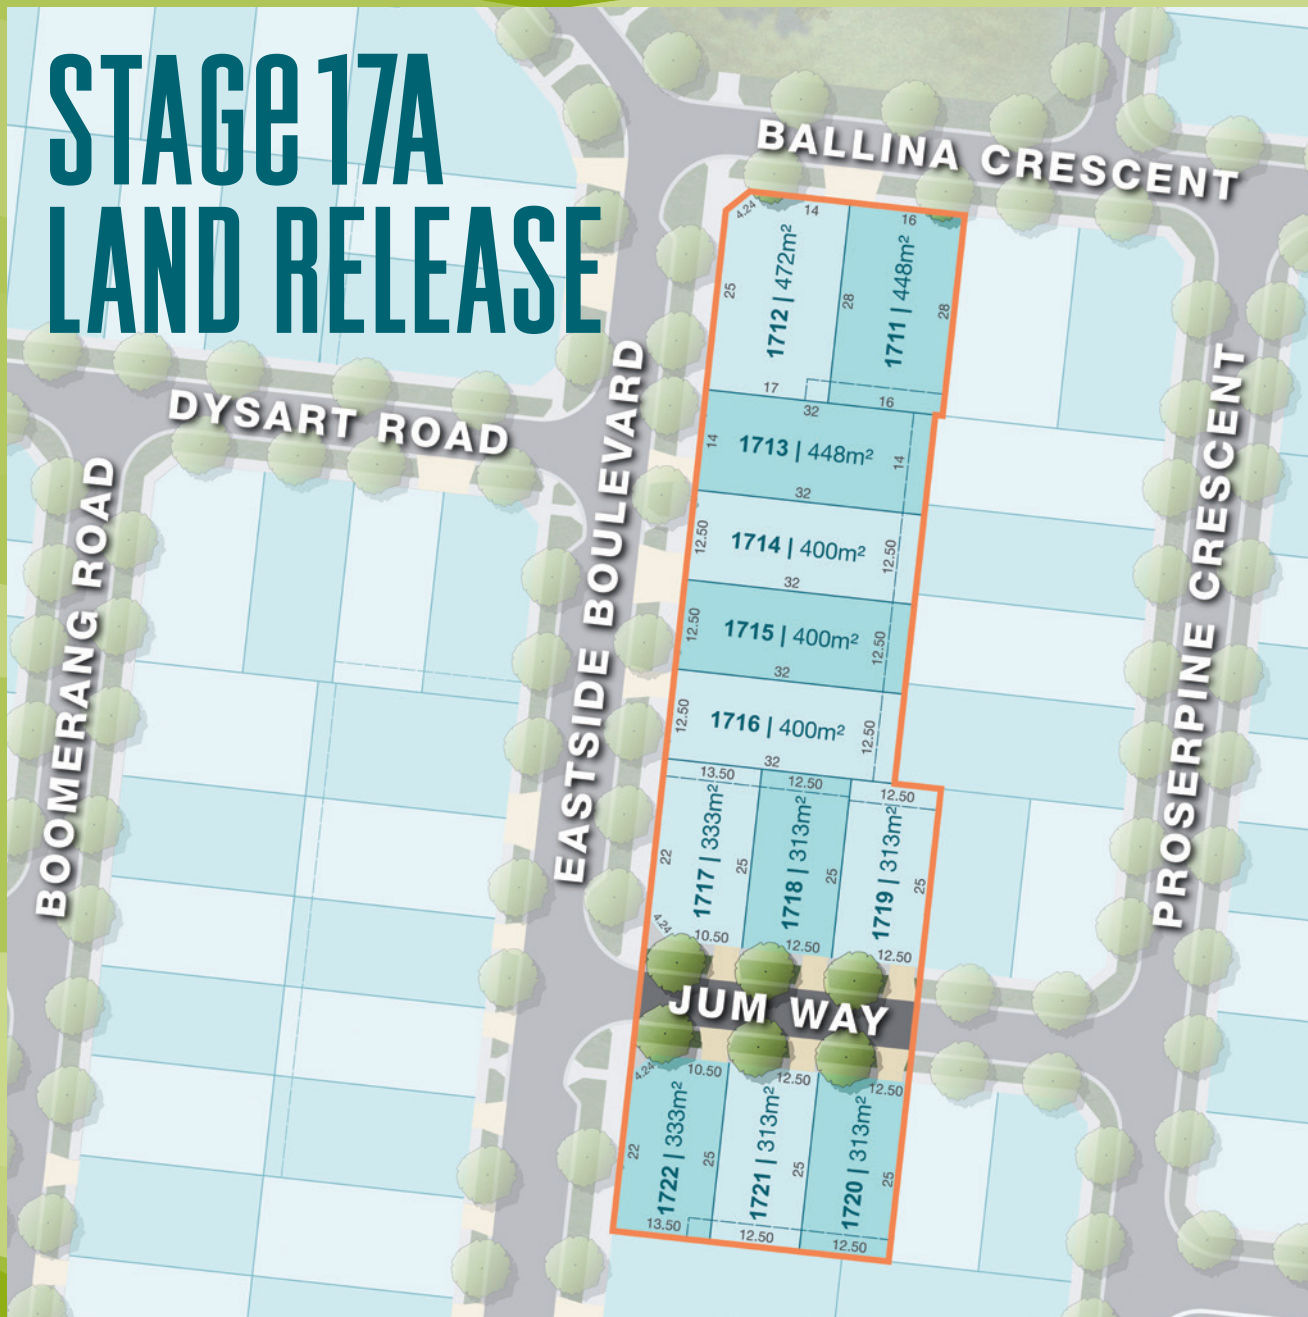 STAGE 17A
LAND RELEASE
BALLINA CRESCENT
4.24
14
16
25
1712 | 472m²
28
1711 | 448m²
28
17
16
32
DYSART ROAD
EASTSIDE BOULEVARD
BOOMERANG ROAD
PROSERPINE CRESCENT
14
1713 | 448m²
14
32
12.50
1714 | 400m²
12.50
32
12.50
1715 | 400m²
12.50
32
12.50
1716 | 400m²
12.50
32
13.50
12.50
12.50
22
1717 | 333m²
25
1718 | 313m²
25
1719 | 313m²
25
4.24
10.50
12.50
12.50
JUM WAY
4.24
10.50
12.50
12.50
22
1722 | 333m²
25
1721 | 313m²
25
1720 | 313m²
25
13.50
12.50
12.50